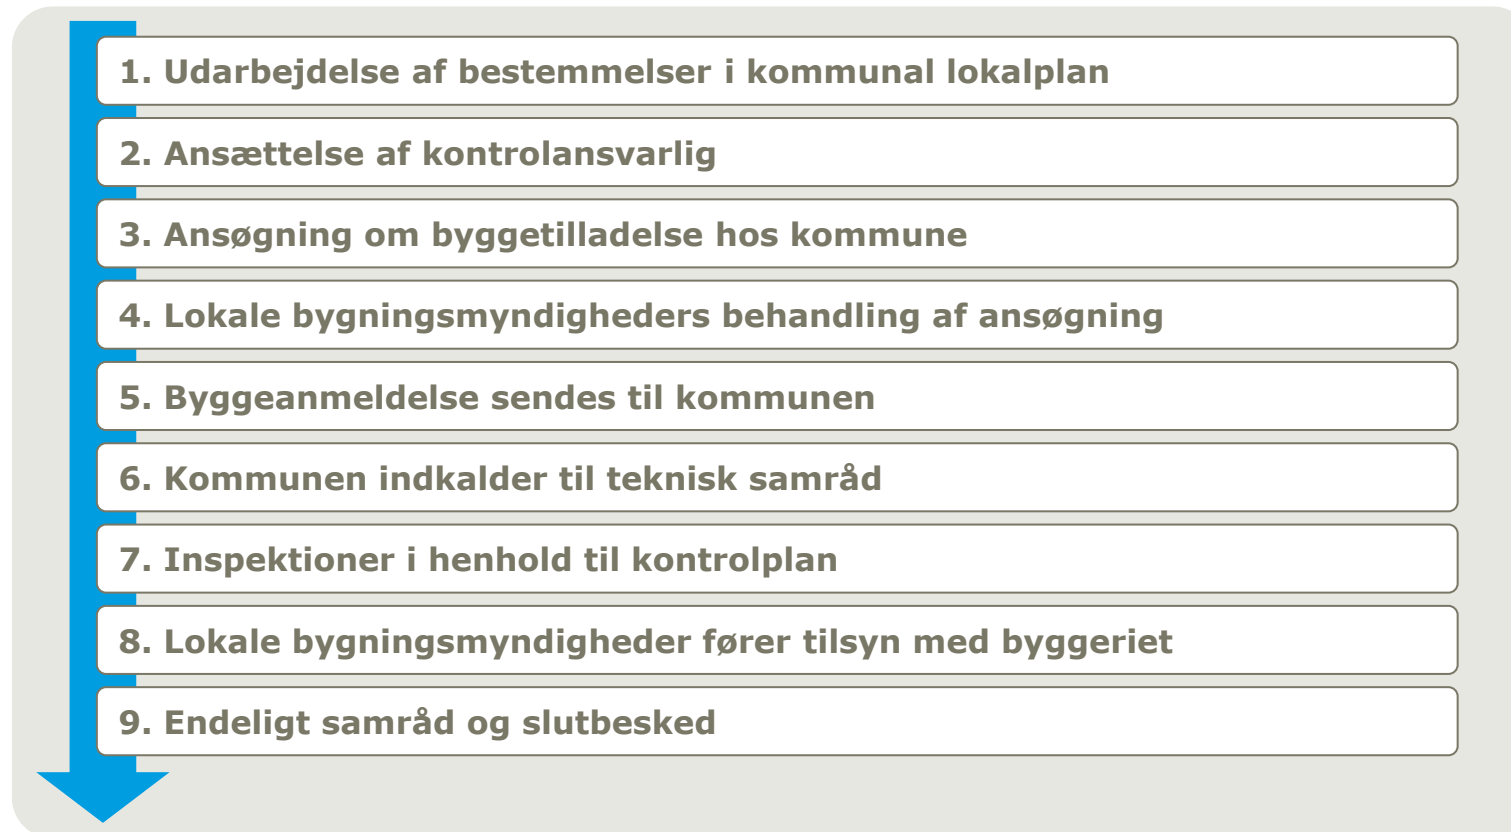 1. Udarbejdelse af bestemmelser i kommunal lokalplan
2. Ansættelse af kontrolansvarlig
3. Ansøgning om byggetilladelse hos kommune
4. Lokale bygningsmyndigheders behandling af ansøgning
5. Byggeanmeldelse sendes til kommunen
6. Kommunen indkalder til teknisk samråd
7. Inspektioner i henhold til kontrolplan
8. Lokale bygningsmyndigheder fører tilsyn med byggeriet
9. Endeligt samråd og slutbesked